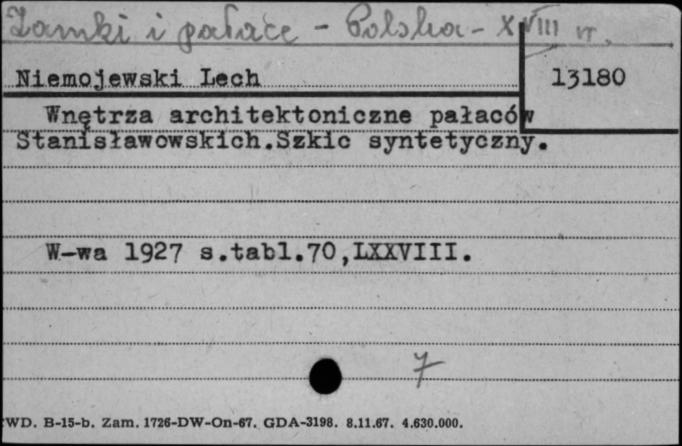 Zamki i pałace - Polska - XVIII w.
Niemojewski Lech
13180
Wnętrza architektoniczne pałaców
Stanisławowskich.Szkic syntetyczny.
W-wa 1927 s.tabl.70,LXXVIII.
7
WD. B-15-b. Zam. 1726-DW-On-67. GDA-3198. 8.11.67. 4.630.000.